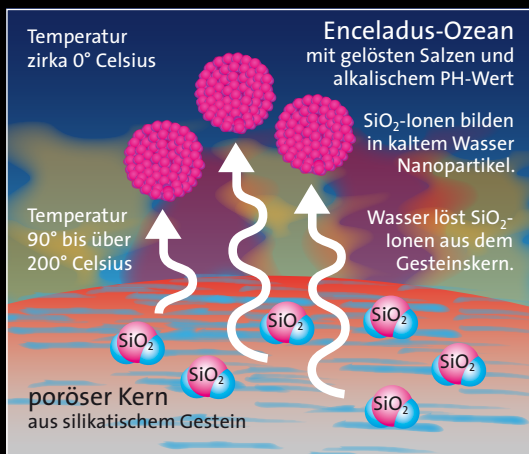 Temperatur
zirka 0° Celsius
Enceladus-Ozean
mit gelösten Salzen und
alkalischem PH-Wert
SiO₂-Ionen bilden
in kaltem Wasser
Nanopartikel.
Temperatur
90° bis über
200° Celsius
Wasser löst SiO₂-
Ionen aus dem
Gesteinskern.
SiO₂
SiO₂
SiO₂
SiO₂
SiO₂
SiO₂
poröser Kern
aus silikatischem Gestein